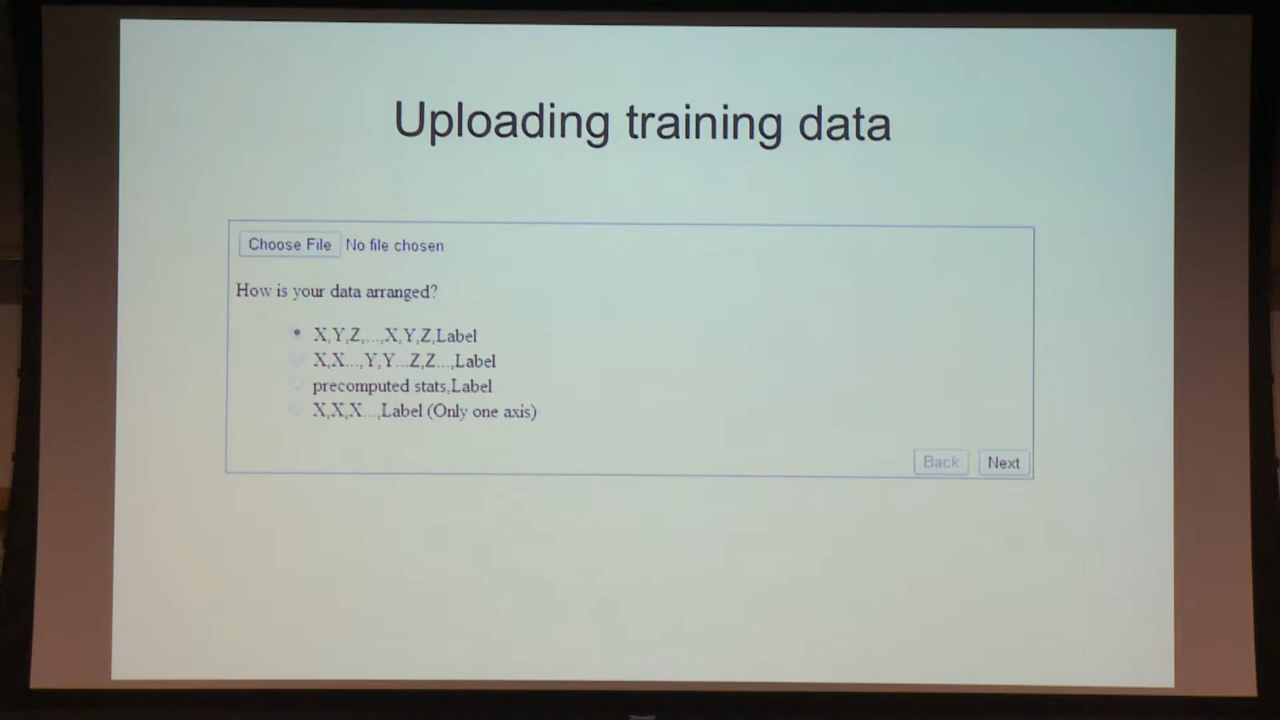 Uploading training data
Choose File No file chosen
How is your data arranged?
X,Y,Z,...,X,Y,Z,Label
X,X...,Y,Y...Z,Z...,Label
precomputed stats,Label
X,X,X...,Label (Only one axis)
Back Next